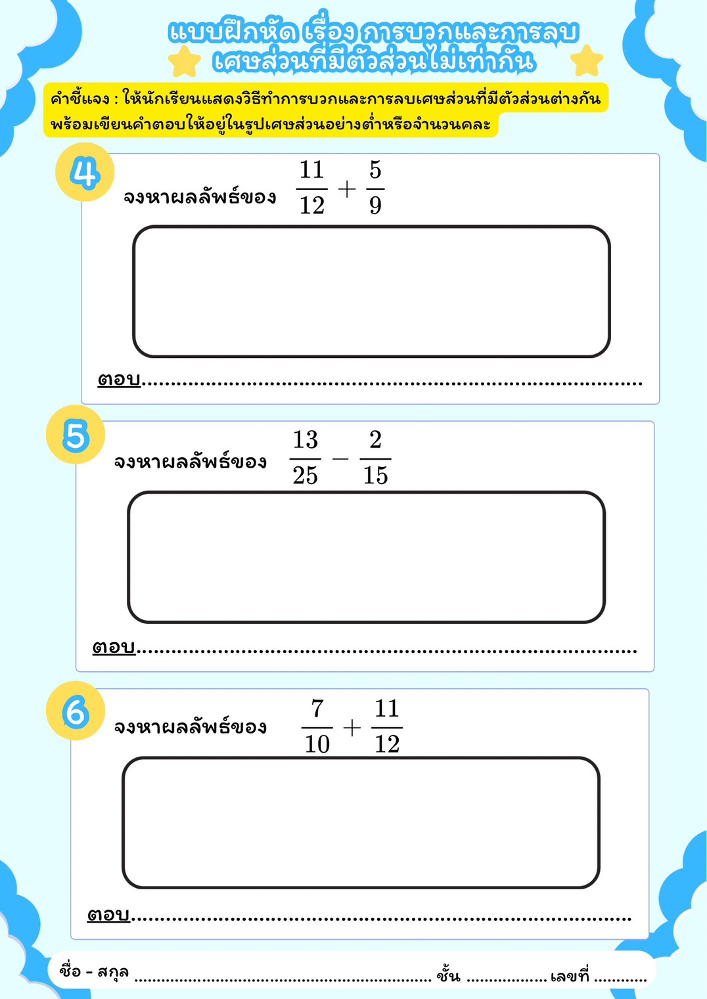 แบบฝึกหัด เรื่อง การบวกและการลบ
เศษส่วนที่มีตัวส่วนไม่เท่ากัน
คำชี้แจง : ให้นักเรียนแสดงวิธีทำการบวกและการลบเศษส่วนที่มีตัวส่วนต่างกัน
พร้อมเขียนคำตอบให้อยู่ในรูปเศษส่วนอย่างต่ำหรือจำนวนคละ
4
จงหาผลลัพธ์ของ 11/12 + 5/9
ตอบ....................................................................................
5
จงหาผลลัพธ์ของ 13/25 − 2/15
ตอบ....................................................................................
6
จงหาผลลัพธ์ของ 7/10 + 11/12
ตอบ....................................................................................
ชื่อ - สกุล .................................................................. ชั้น .................. เลขที่ ............